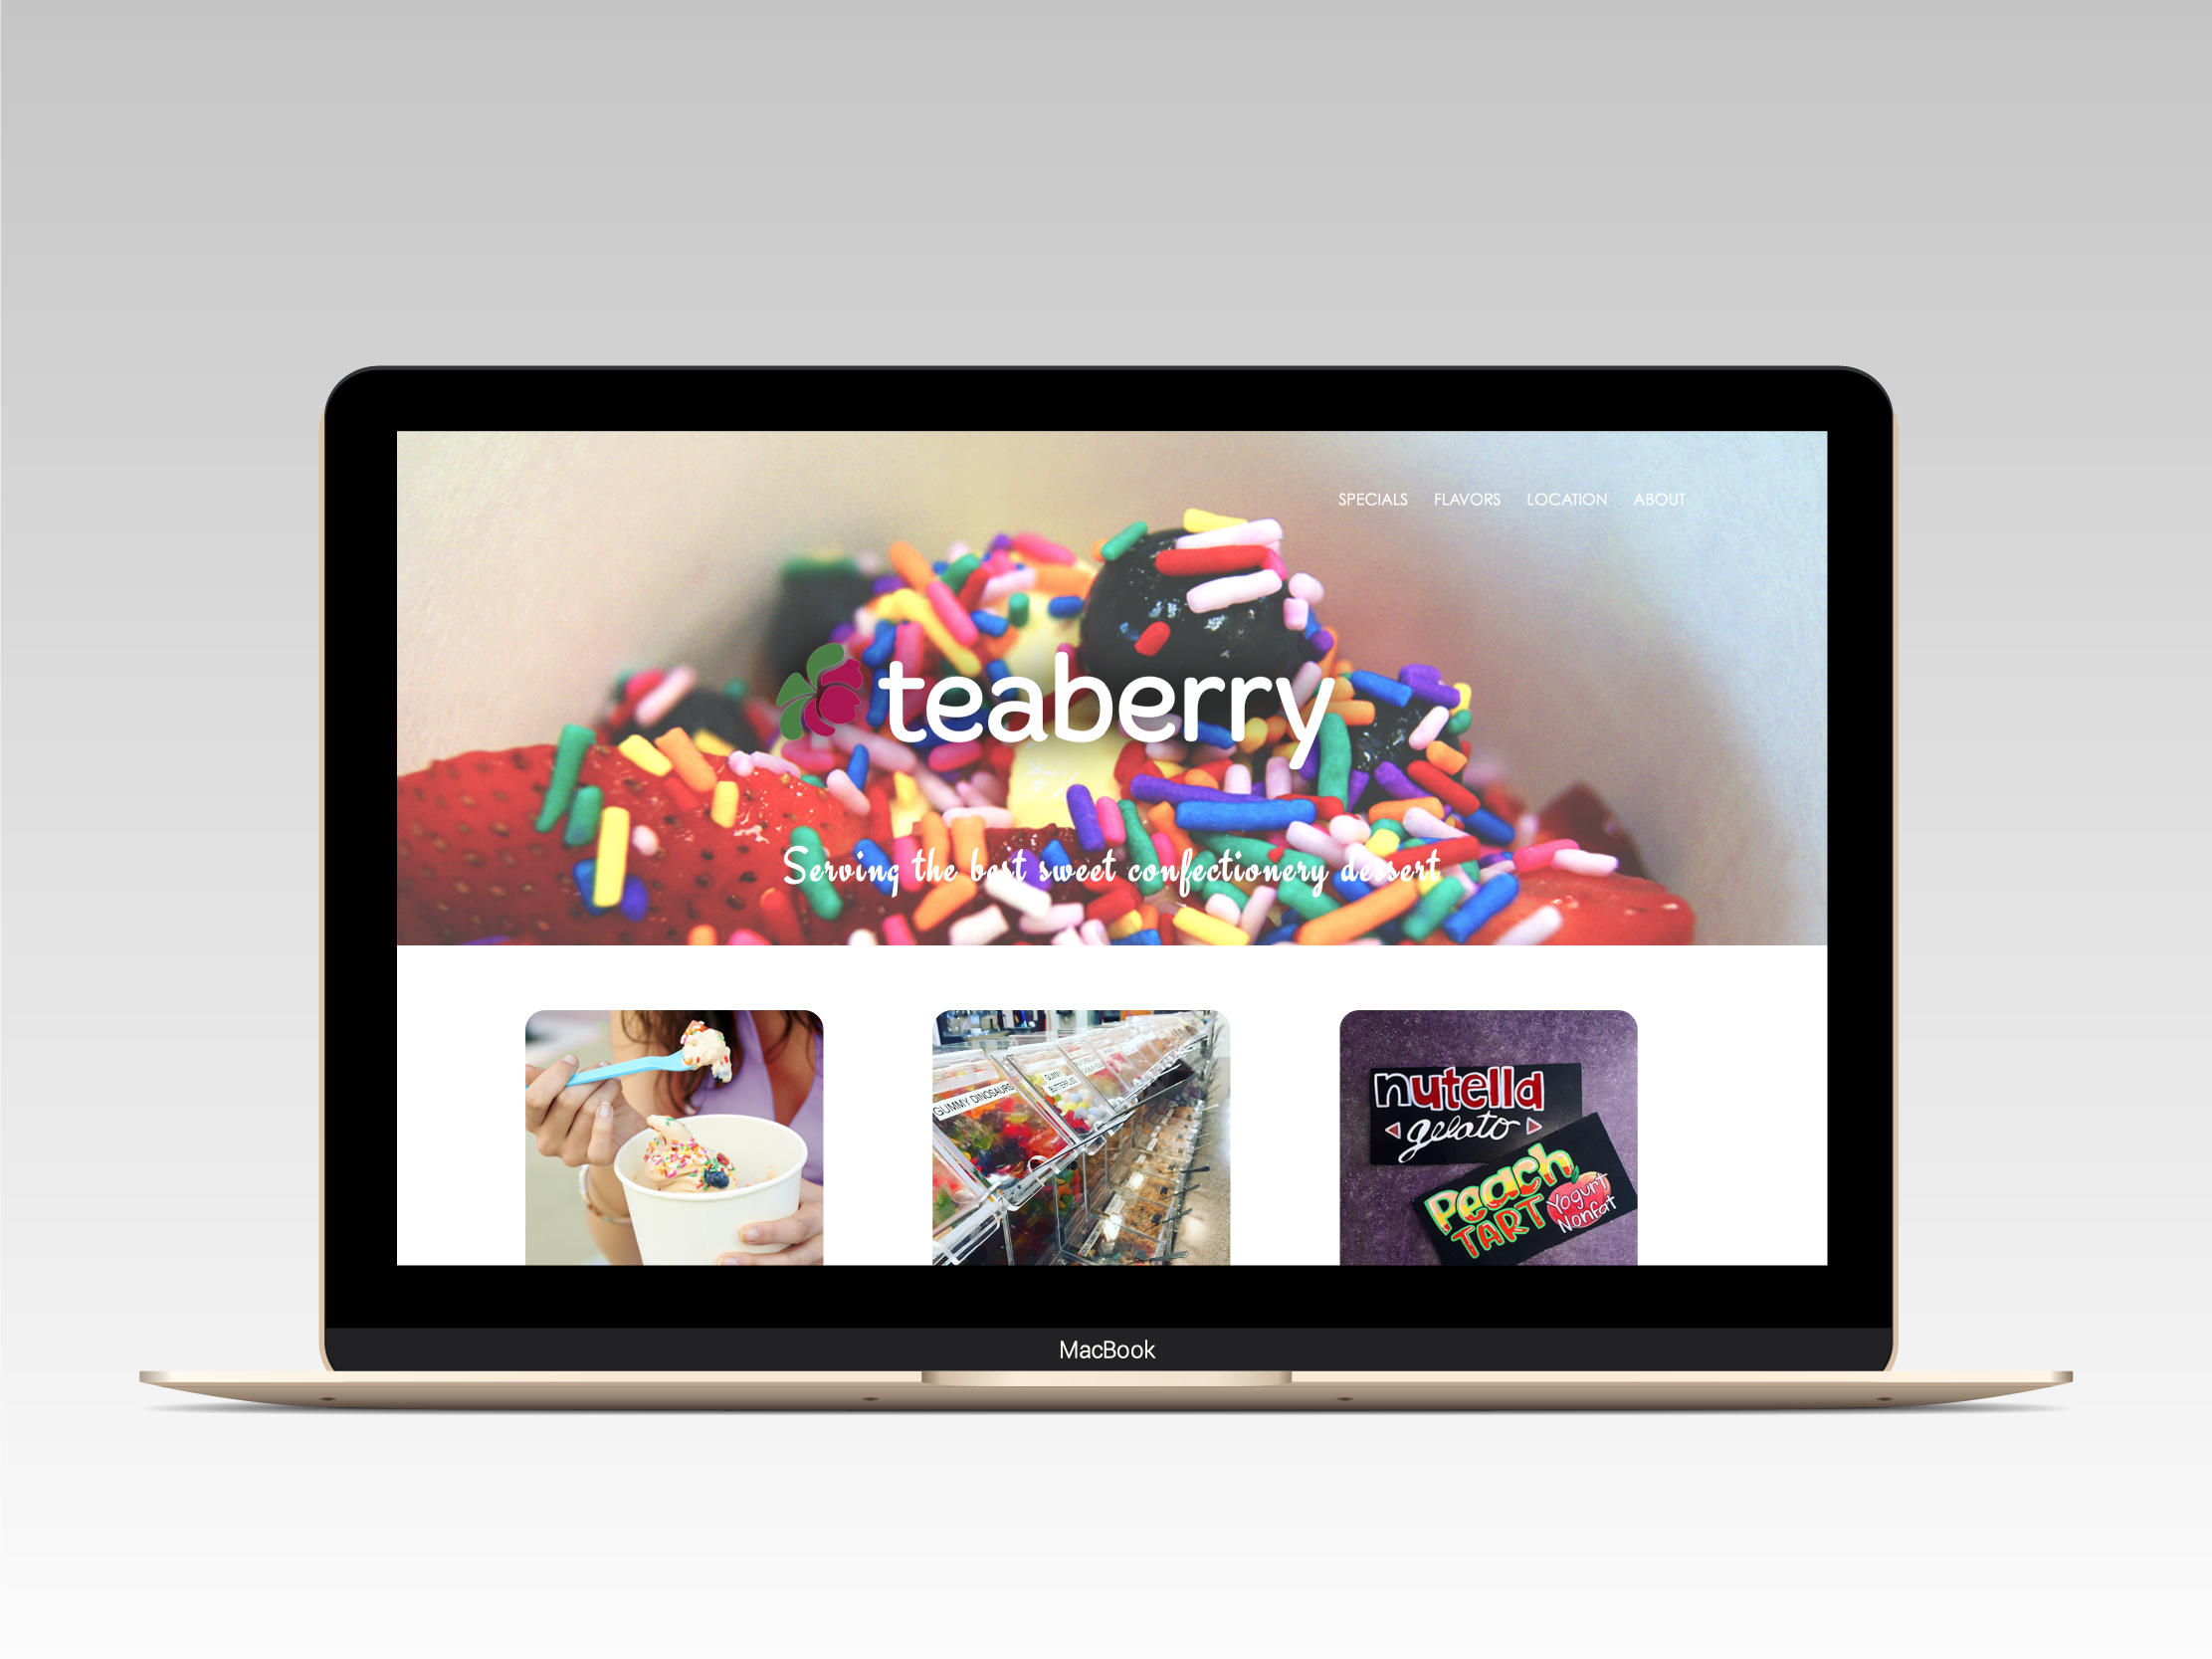 SPECIALS FLAVORS LOCATION ABOUT
teaberry
Serving the best sweet confectionery dessert
GUMMY DINOSAURS
GUMMY
BUTTERFLIES
nutella
gelato
Peach
TART
Yogurt
Nonfat
MacBook